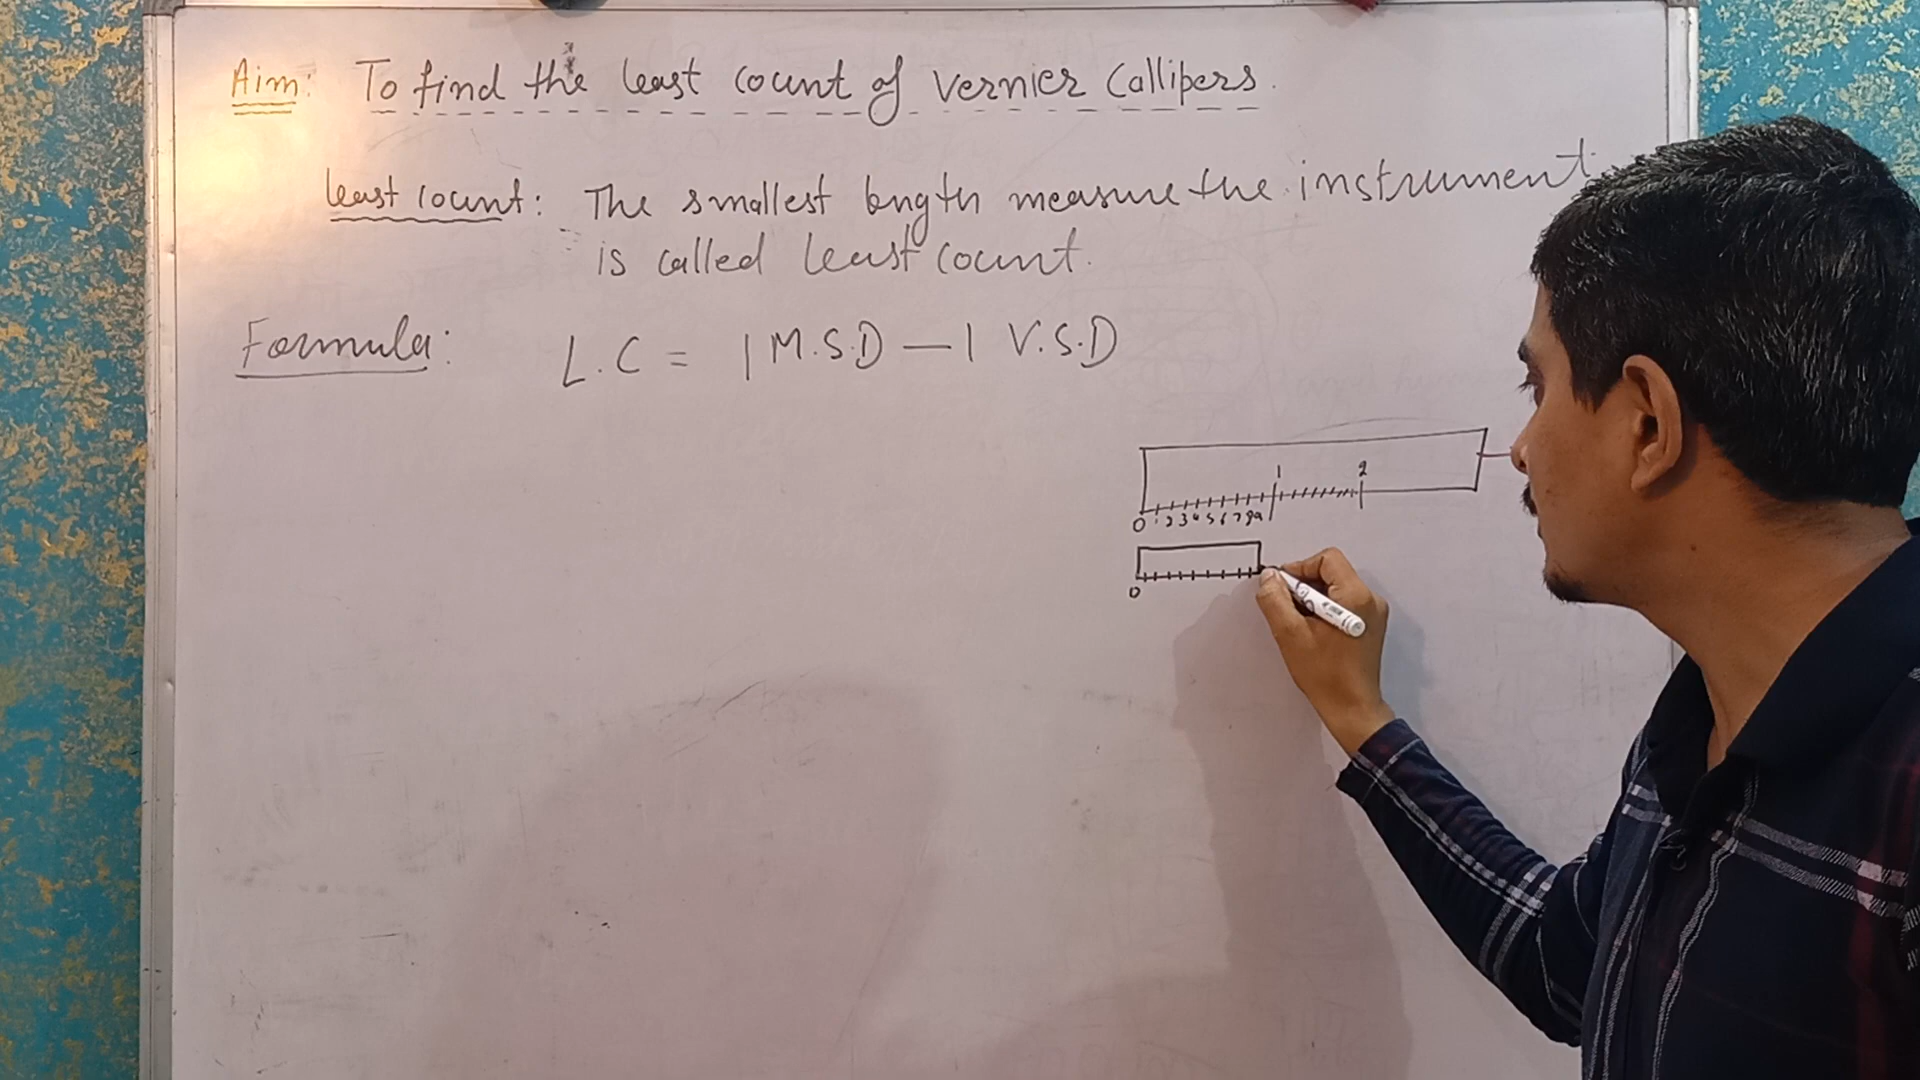 Aim: To find the least count of Vernier Callipers.
least count: The smallest length measure the instrument
is called least count.
Formula: L.C = 1 M.S.D — 1 V.S.D
1 2
0 1 2 3 4 5 6 7 8 9
0